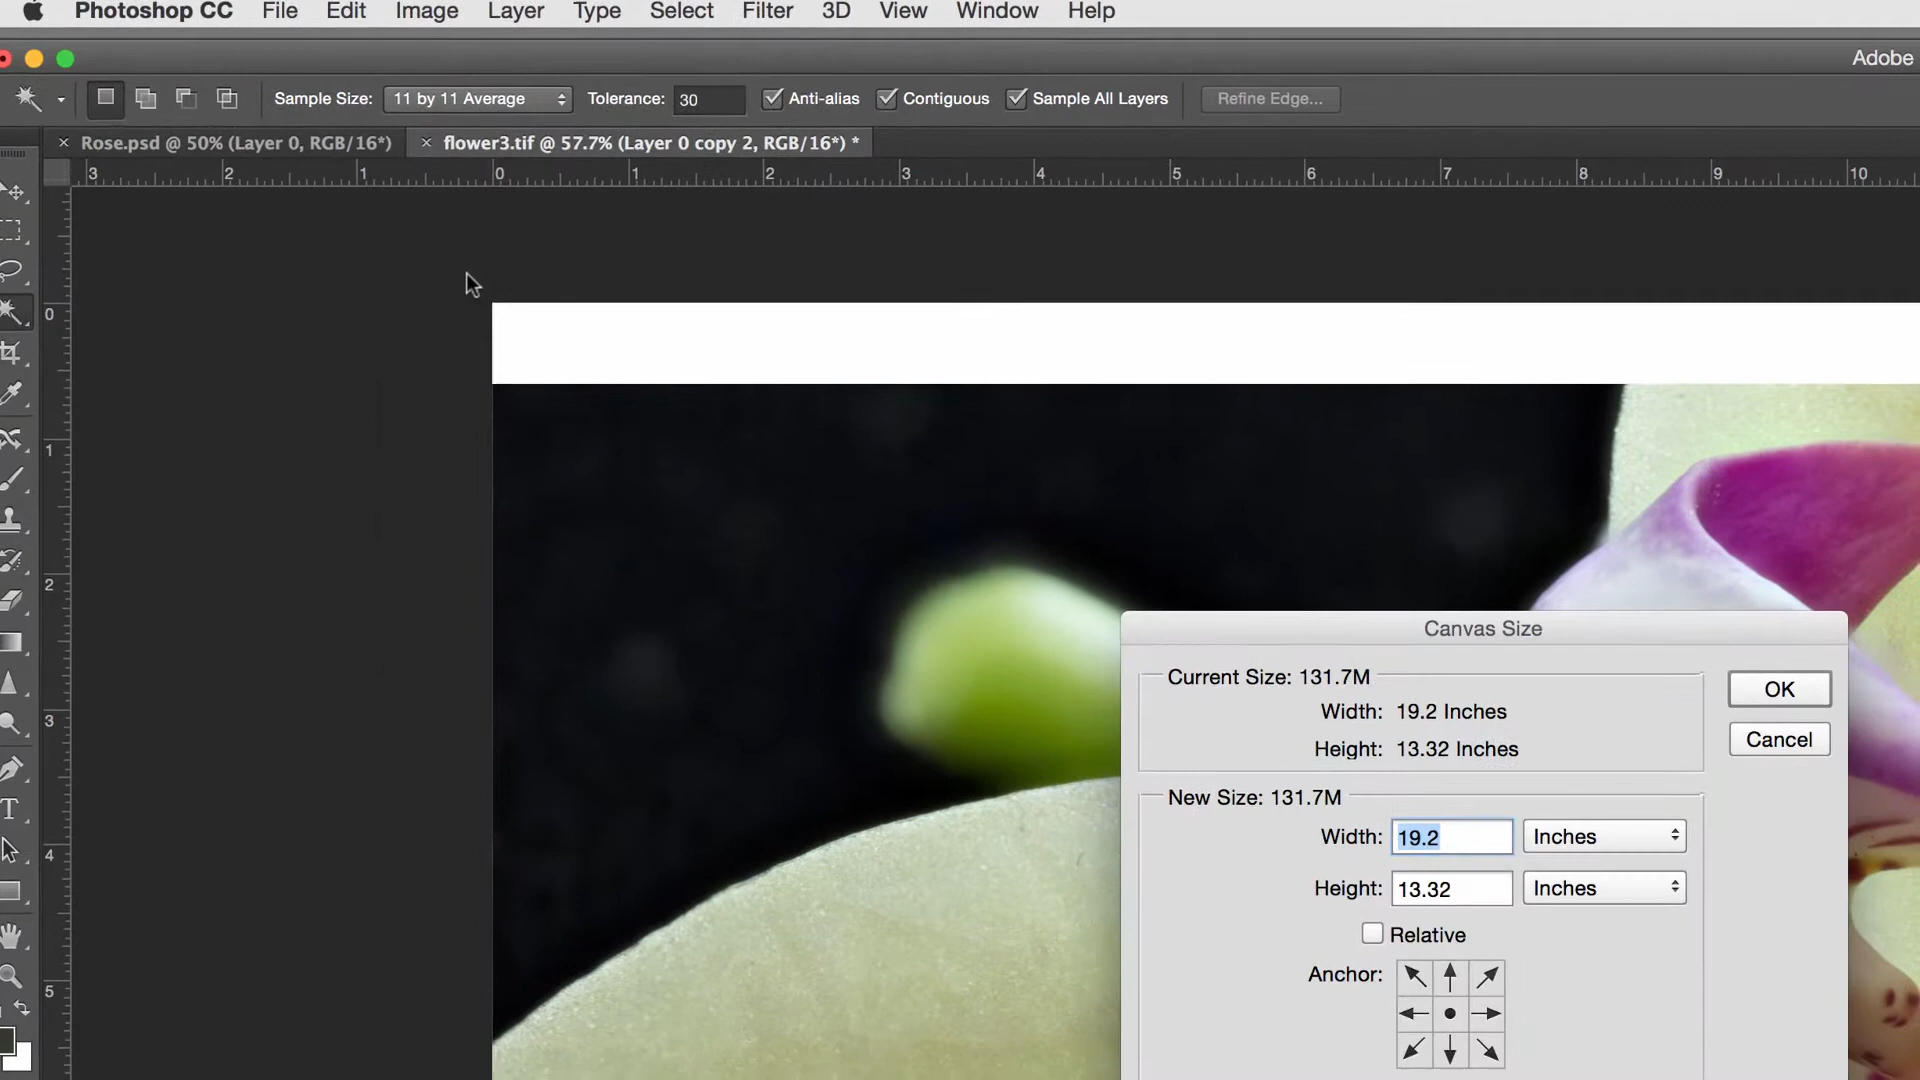 Photoshop CC File Edit Image Layer Type Select Filter 3D View Window Help
Adobe
Sample Size: 11 by 11 Average Tolerance: 30 Anti-alias Contiguous Sample All Layers Refine Edge...
× Rose.psd @ 50% (Layer 0, RGB/16*) × flower3.tif @ 57.7% (Layer 0 copy 2, RGB/16*) *
3 2 1 0 1 2 3 4 5 6 7 8 9 10
0
1
2
3
4
5
Canvas Size
Current Size: 131.7M
Width: 19.2 Inches
Height: 13.32 Inches
OK
Cancel
New Size: 131.7M
Width: 19.2 Inches
Height: 13.32 Inches
Relative
Anchor: